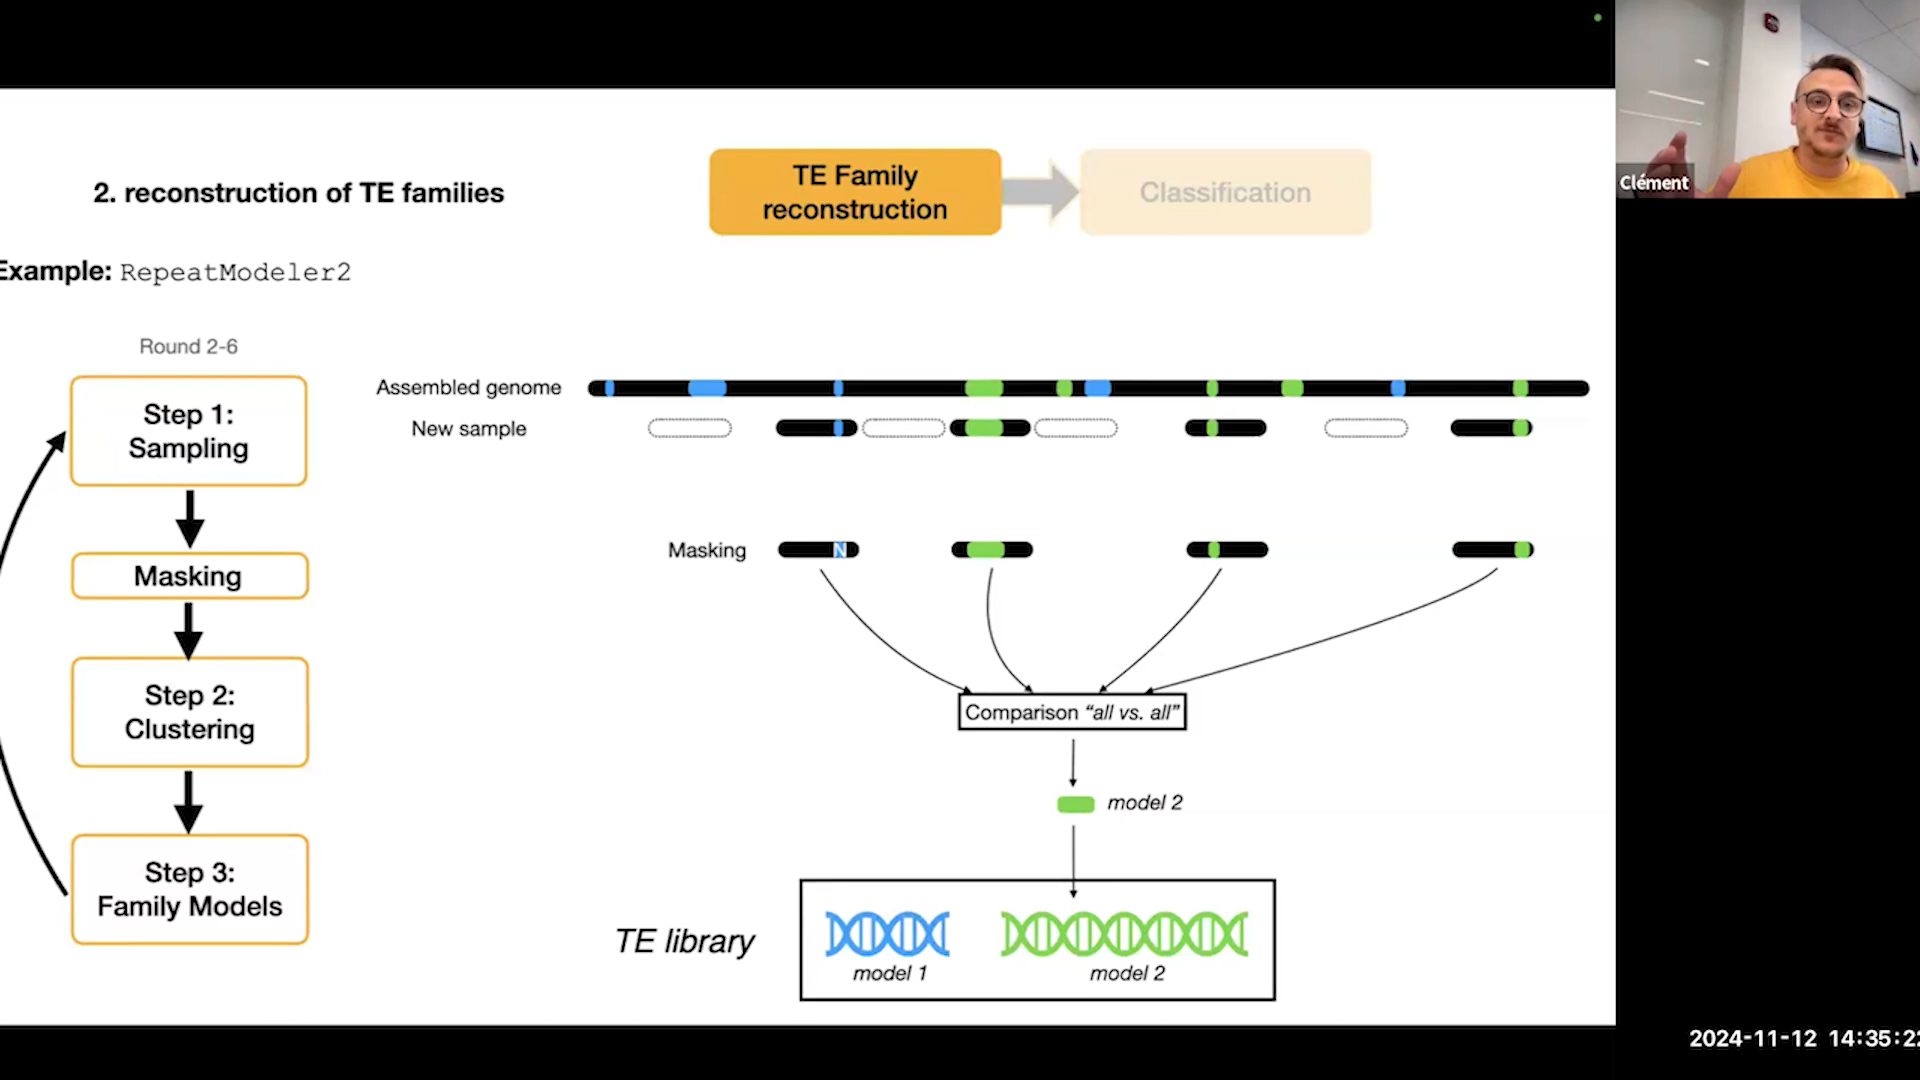 2. reconstruction of TE families
TE Family
reconstruction
Classification
Example: RepeatModeler2
Round 2-6
Step 1:
Sampling
Masking
Step 2:
Clustering
Step 3:
Family Models
Assembled genome
New sample
Masking
N
Comparison “all vs. all”
model 2
TE library
model 1
model 2
Clément
2024-11-12 14:35:22